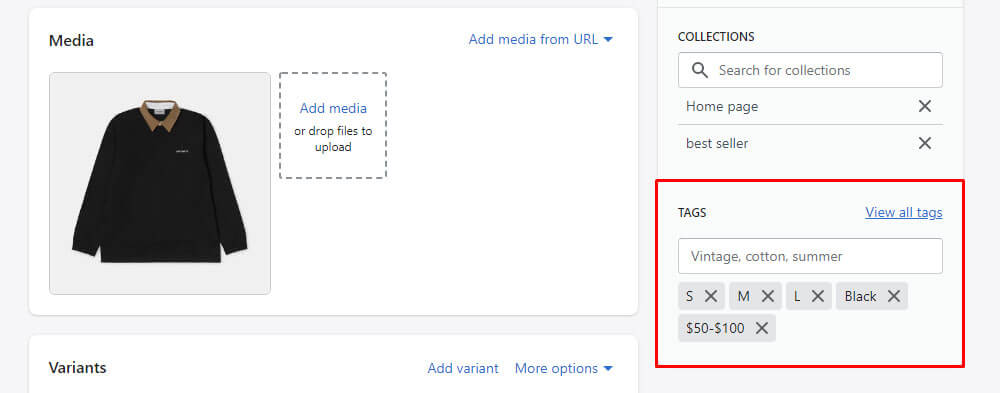 Media
Add media from URL
Add media
or drop files to
upload
Variants
Add variant
More options
COLLECTIONS
Search for collections
Home page
best seller
TAGS
View all tags
Vintage, cotton, summer
S
M
L
Black
$50-$100